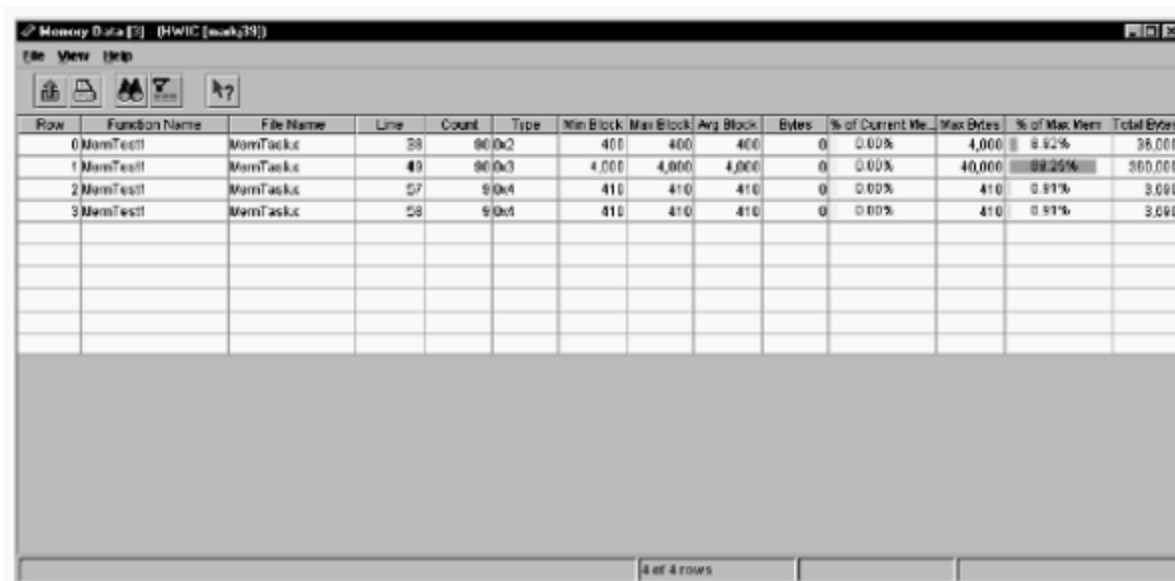 Memory Data [3] - (HWIC [markj39])
File View Help
Row Function Name File Name Line Count Type Min Block Max Block Avg Block Bytes % of Current Me... Max Bytes % of Max Mem Total Bytes
0 MemTest1 MemTask.c 38 90 0x2 400 400 400 0 0.00% 4,000 8.92% 36,000
1 MemTest1 MemTask.c 49 90 0x3 4,000 4,000 4,000 0 0.00% 40,000 89.25% 360,000
2 MemTest1 MemTask.c 57 9 0x4 410 410 410 0 0.00% 410 0.91% 3,690
3 MemTest1 MemTask.c 58 9 0x4 410 410 410 0 0.00% 410 0.91% 3,690
4 of 4 rows